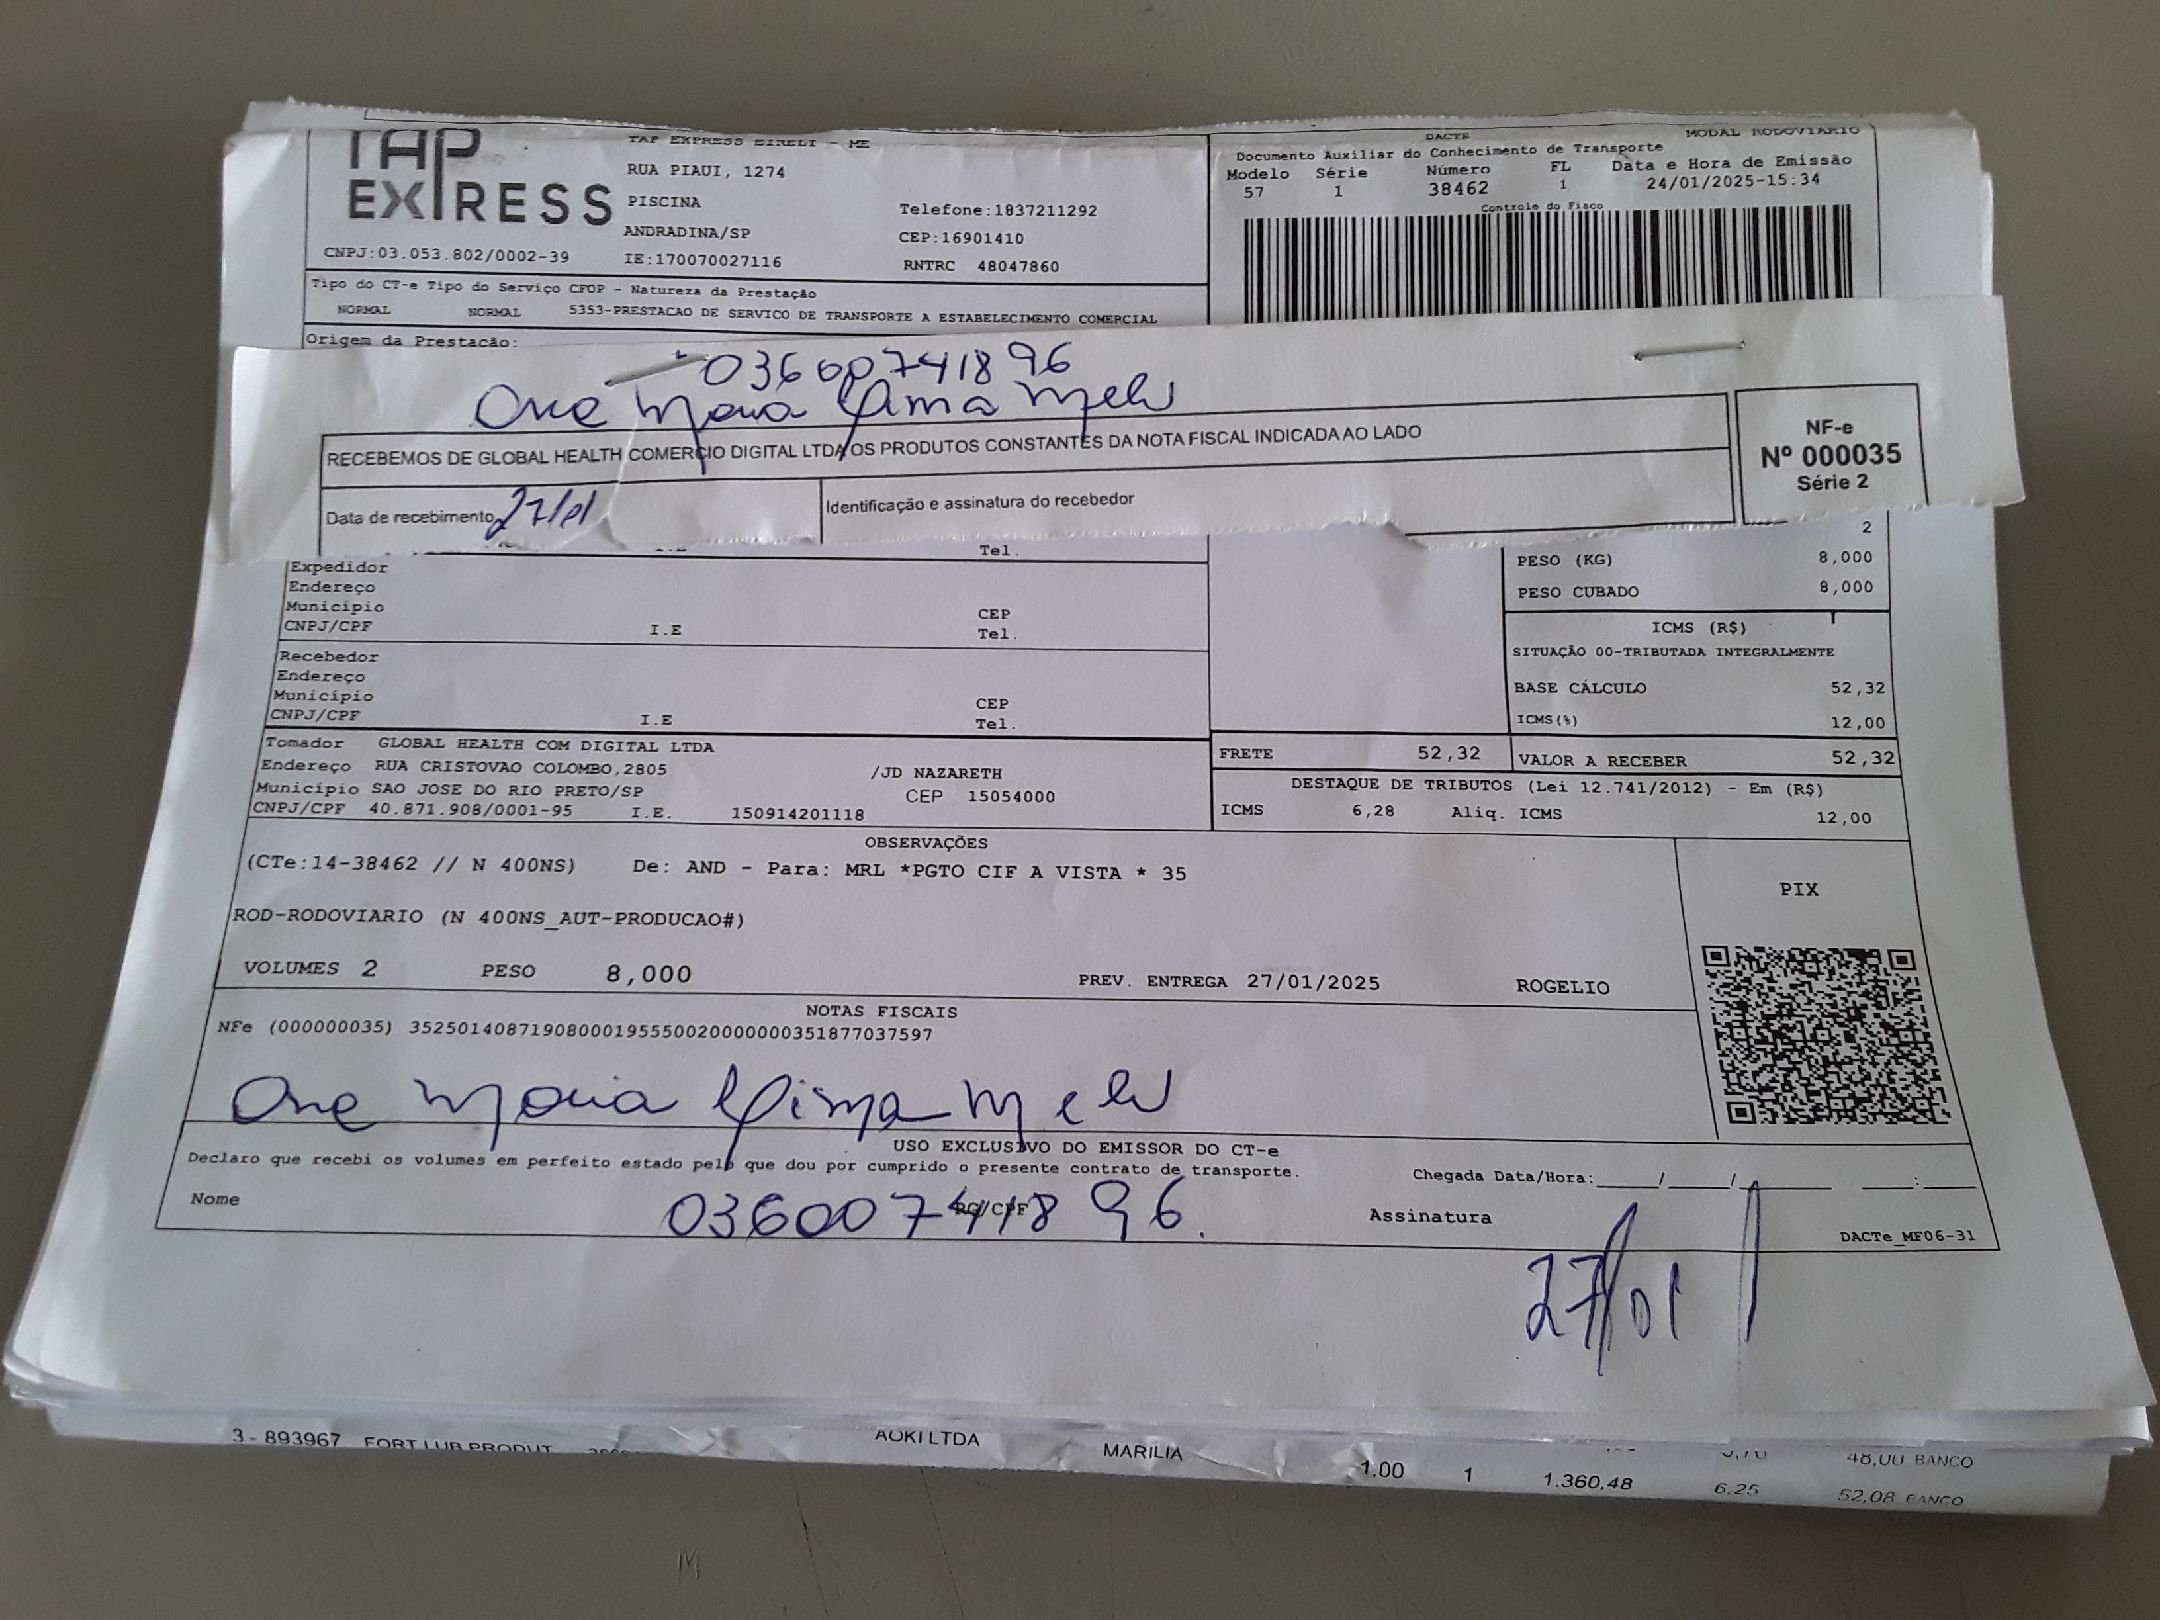 TAP EXPRESS
TAP EXPRESS EIRELI - ME
RUA PIAUI, 1274
PISCINA
Telefone:1837211292
ANDRADINA/SP
CEP:16901410
CNPJ:03.053.802/0002-39
IE:170070027116
RNTRC 48047860
DACTE
MODAL RODOVIARIO
Documento Auxiliar do Conhecimento de Transporte
Modelo Série Número FL Data e Hora de Emissão
57 1 38462 1 24/01/2025-15:34
Controle do Fisco
Tipo do CT-e Tipo do Serviço CFOP - Natureza da Prestação
NORMAL NORMAL 5353-PRESTACAO DE SERVICO DE TRANSPORTE A ESTABELECIMENTO COMERCIAL
Origem da Prestacão:
03600741896
RECEBEMOS DE GLOBAL HEALTH COMERCIO DIGITAL LTDA OS PRODUTOS CONSTANTES DA NOTA FISCAL INDICADA AO LADO
NF-e
Nº 000035
Série 2
Data de recebimento 27/01
Identificação e assinatura do recebedor
I.E Tel.
2
PESO (KG) 8,000
PESO CUBADO 8,000
Expedidor
Endereço
Município CEP
CNPJ/CPF I.E Tel.
ICMS (R$)
SITUAÇÃO 00-TRIBUTADA INTEGRALMENTE
BASE CÁLCULO 52,32
ICMS(%) 12,00
Recebedor
Endereço
Município CEP
CNPJ/CPF I.E Tel.
Tomador GLOBAL HEALTH COM DIGITAL LTDA
Endereço RUA CRISTOVAO COLOMBO,2805 /JD NAZARETH
Município SAO JOSE DO RIO PRETO/SP CEP 15054000
CNPJ/CPF 40.871.908/0001-95 I.E. 150914201118
FRETE 52,32 VALOR A RECEBER 52,32
DESTAQUE DE TRIBUTOS (Lei 12.741/2012) - Em (R$)
ICMS 6,28 Aliq. ICMS 12,00
OBSERVAÇÕES
(CTe:14-38462 // N 400NS) De: AND - Para: MRL *PGTO CIF A VISTA * 35
PIX
ROD-RODOVIARIO (N 400NS_AUT-PRODUCAO#)
VOLUMES 2 PESO 8,000 PREV. ENTREGA 27/01/2025 ROGELIO
NOTAS FISCAIS
NFe (000000035) 35250140871908000195550020000000351877037597
USO EXCLUSIVO DO EMISSOR DO CT-e
Declaro que recebi os volumes em perfeito estado pelo que dou por cumprido o presente contrato de transporte.
Chegada Data/Hora:_____/_____/_______ ____:____
Nome RG/CPF 03600741896. Assinatura
DACTe_MF06-31
27/01
3 - 893967 FORT LUB PRODUT AOKI LTDA MARILIA 48,00 BANCO
1.00 1 1.360,48 6.25 52,08 BANCO